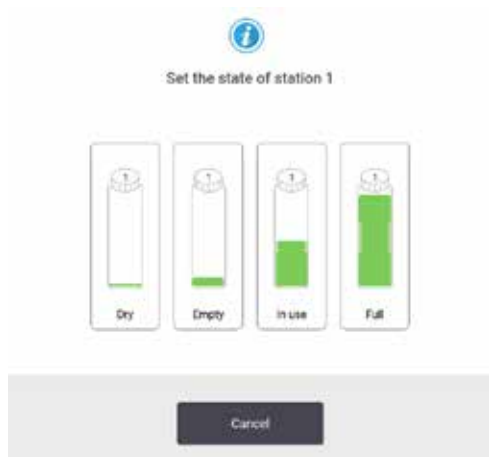 i
Set the state of station 1
1 1 1 1
Dry Empty In use Full
Cancel